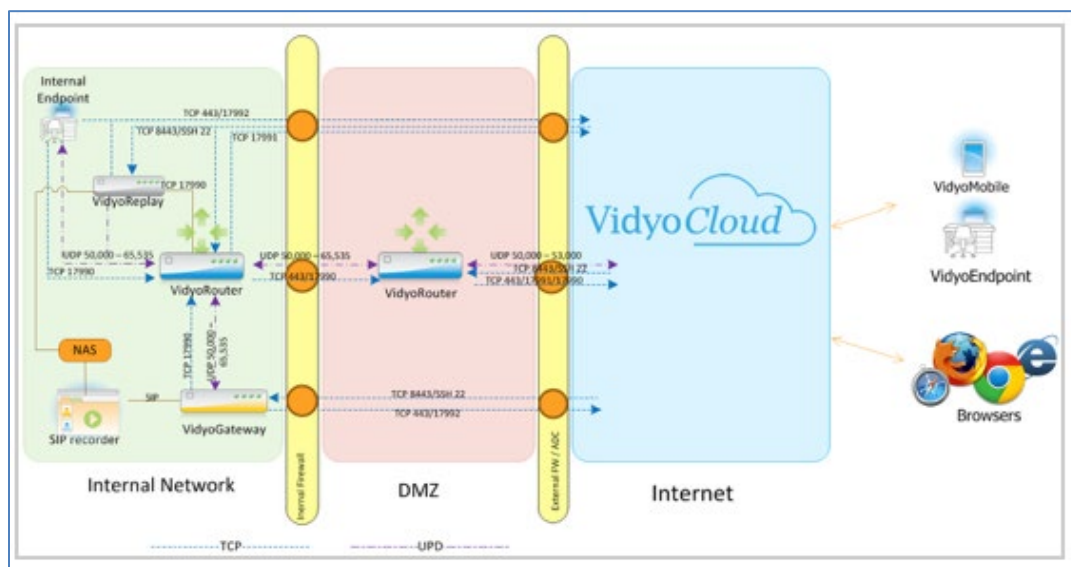 Internal
Endpoint
TCP 443/17992
TCP 8443/SSH 22
TCP 17991
TCP 17990
VidyoReplay
UDP 50,000 – 65,535
TCP 17990
VidyoRouter
UDP 50,000 – 65,535
TCP 443/17990
VidyoRouter
UDP 50,000 – 53,000
TCP 8443/SSH 22
TCP 443/17991/17990
VidyoCloud
VidyoMobile
VidyoEndpoint
Browsers
TCP 17990
UDP 50,000 –
65,535
NAS
SIP
SIP recorder
VidyoGateway
TCP 8443/SSH 22
TCP 443/17992
Inernal Firewall
External FW / ADC
Internal Network
DMZ
Internet
TCP
UPD